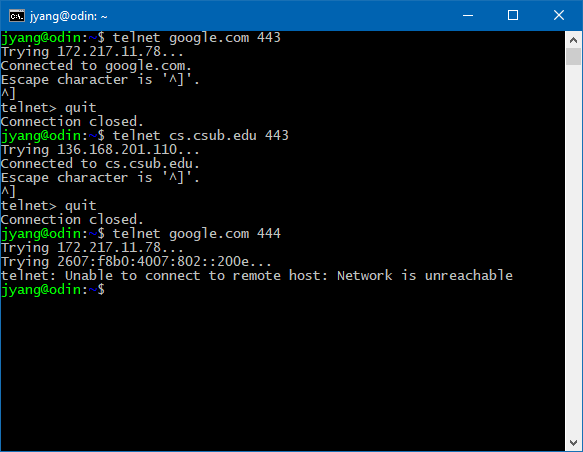 jyang@odin: ~
jyang@odin:~$ telnet google.com 443
Trying 172.217.11.78...
Connected to google.com.
Escape character is '^]'.
^]
telnet> quit
Connection closed.
jyang@odin:~$ telnet cs.csub.edu 443
Trying 136.168.201.110...
Connected to cs.csub.edu.
Escape character is '^]'.
^]
telnet> quit
Connection closed.
jyang@odin:~$ telnet google.com 444
Trying 172.217.11.78...
Trying 2607:f8b0:4007:802::200e...
telnet: Unable to connect to remote host: Network is unreachable
jyang@odin:~$